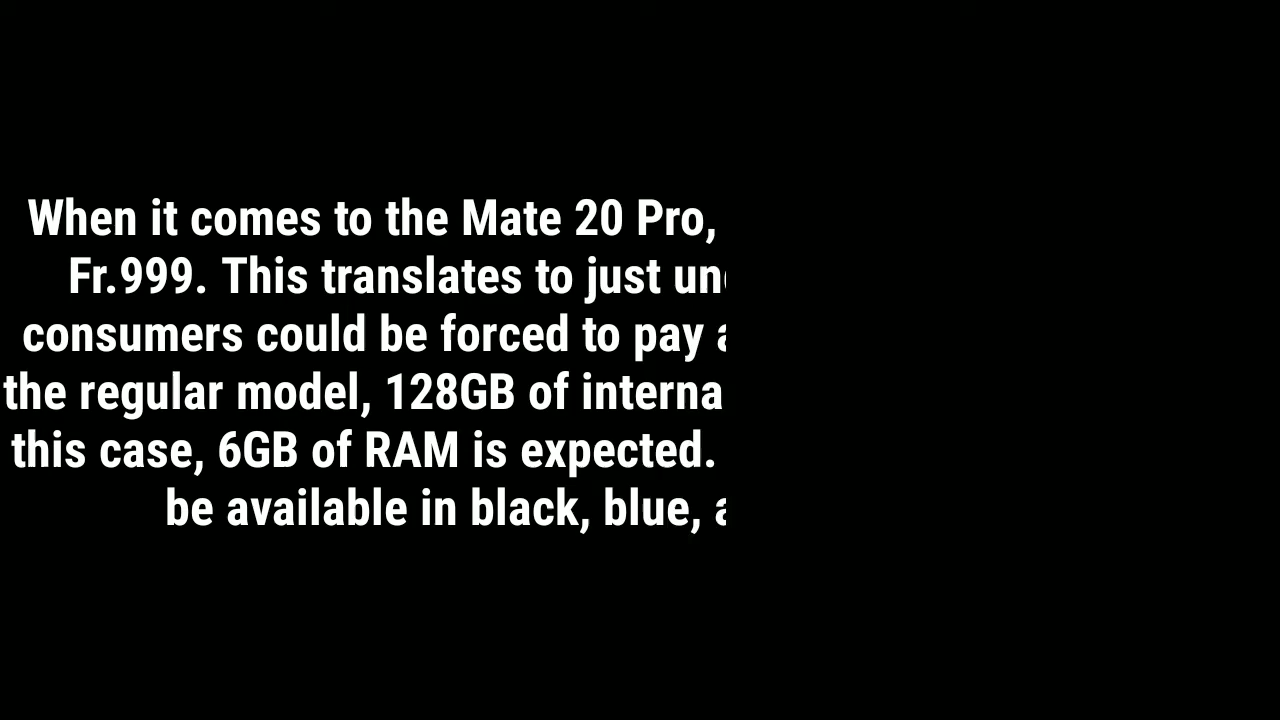 When it comes to the Mate 20 Pro,
Fr.999. This translates to just
consumers could be forced to pay
the regular model, 128GB of
this case, 6GB of RAM is expected.
be available in black, blue,